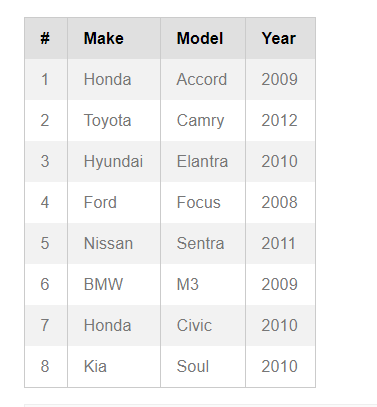 # Make Model Year
1 Honda Accord 2009
2 Toyota Camry 2012
3 Hyundai Elantra 2010
4 Ford Focus 2008
5 Nissan Sentra 2011
6 BMW M3 2009
7 Honda Civic 2010
8 Kia Soul 2010